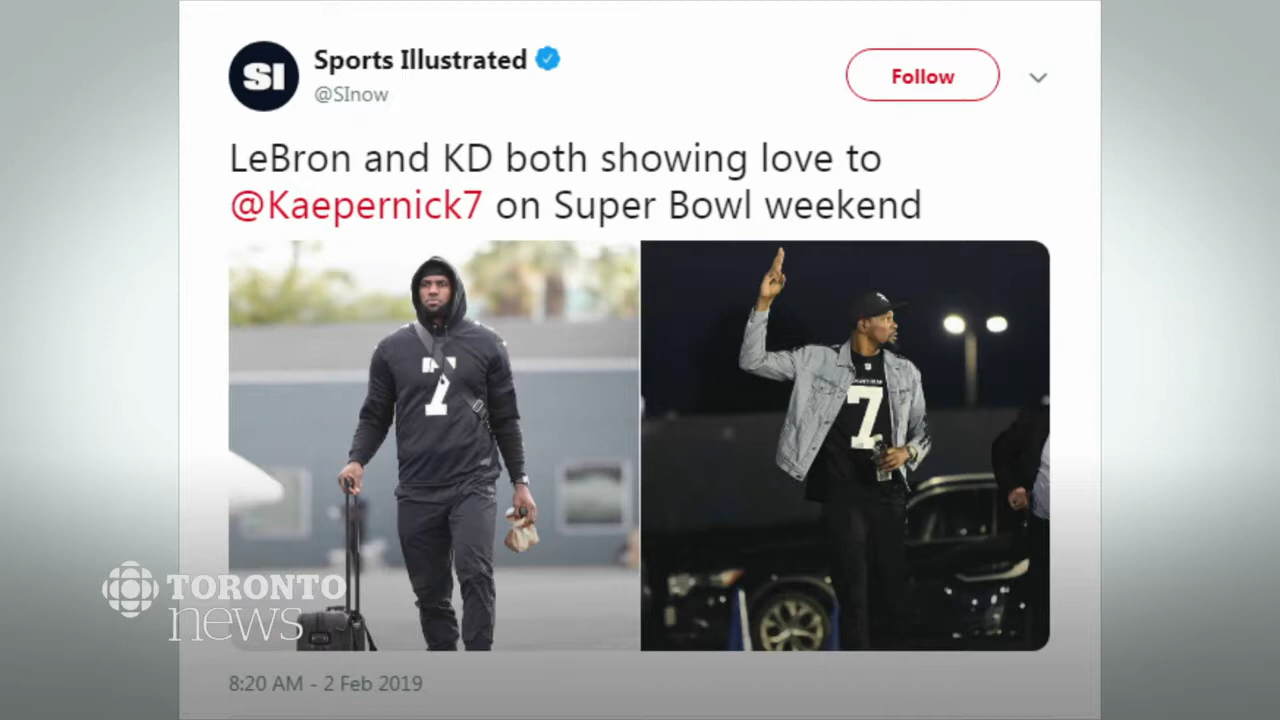 SI
Sports Illustrated
@SInow
Follow
LeBron and KD both showing love to
@Kaepernick7 on Super Bowl weekend
7
7
TORONTO
news
8:20 AM - 2 Feb 2019